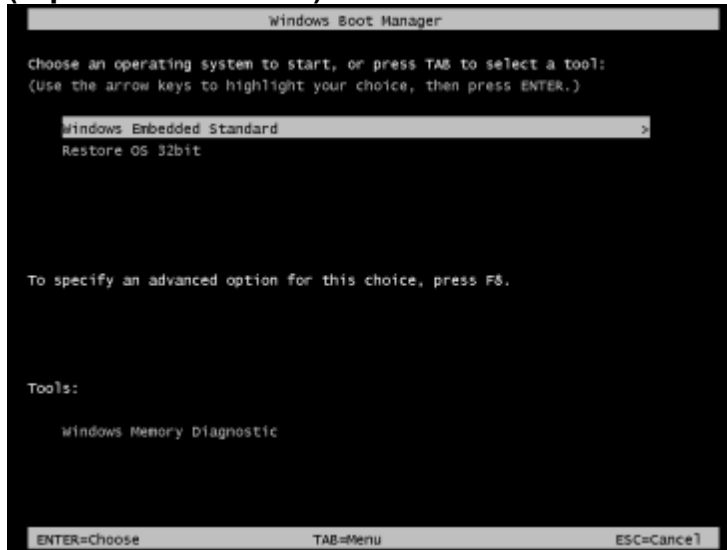 Windows Boot Manager
Choose an operating system to start, or press TAB to select a tool:
(Use the arrow keys to highlight your choice, then press ENTER.)
Windows Embedded Standard >
Restore OS 32bit
To specify an advanced option for this choice, press F8.
Tools:
Windows Memory Diagnostic
ENTER=Choose TAB=Menu ESC=Cancel